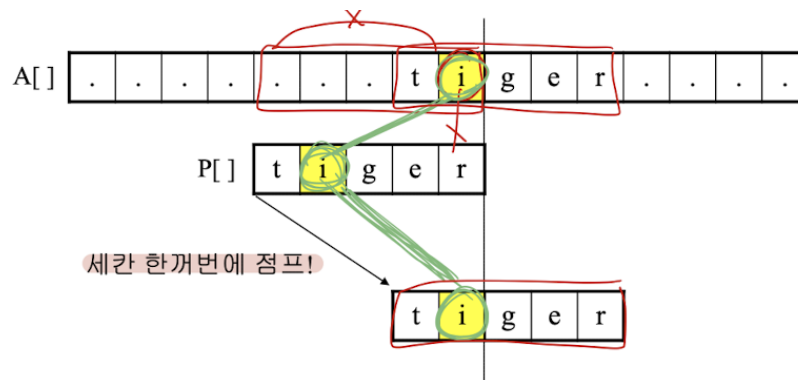 A[ ] . . . . . . . t i g e r . . . .
P[ ] t i g e r
세칸 한꺼번에 점프!
t i g e r